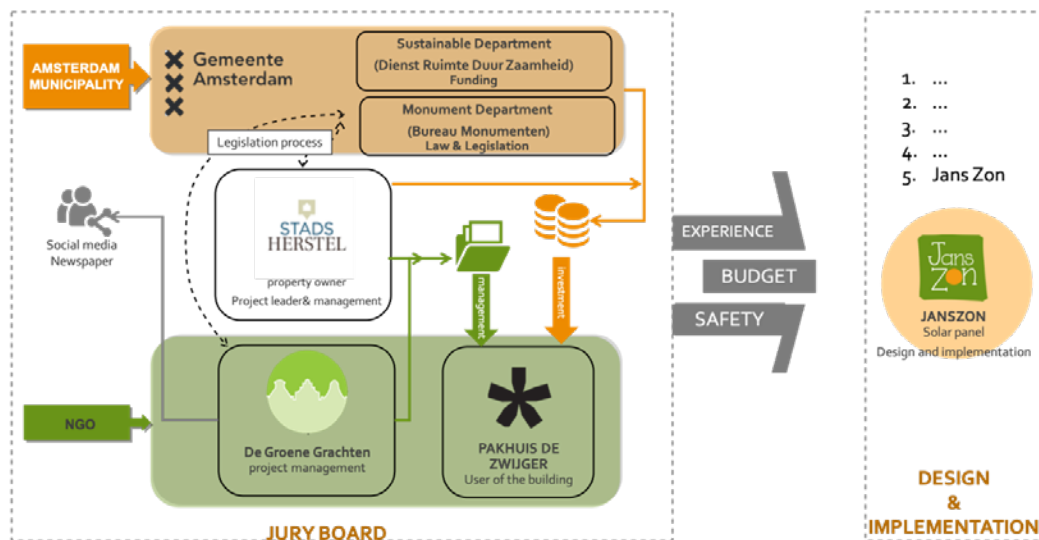 AMSTERDAM
MUNICIPALITY
Gemeente
Amsterdam
Sustainable Department
(Dienst Ruimte Duur Zaamheid)
Funding
Monument Department
(Bureau Monumenten)
Law & Legislation
Legislation process
Social media
Newspaper
STADS
HERSTEL
property owner
Project leader& management
management
investment
NGO
De Groene Grachten
project management
PAKHUIS DE
ZWIJGER
User of the building
JURY BOARD
EXPERIENCE
BUDGET
SAFETY
1. ...
2. ...
3. ...
4. ...
5. Jans Zon
Jans
Zon
JANSZON
Solar panel
Design and implementation
DESIGN
&
IMPLEMENTATION